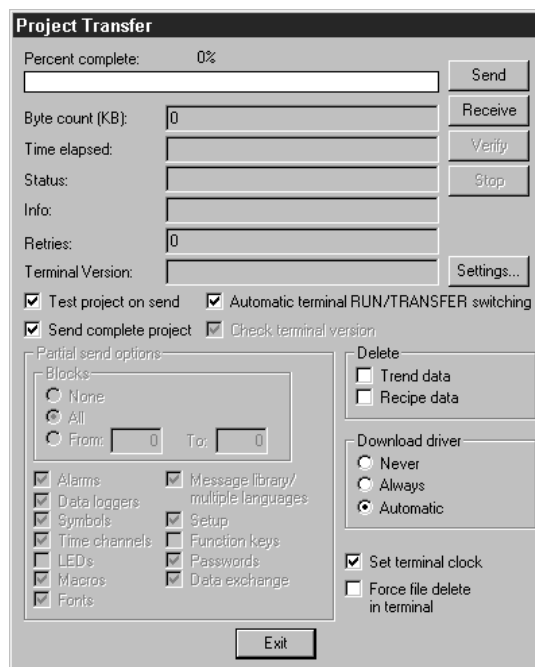 Project Transfer
Percent complete: 0%
Send
Byte count (KB): 0
Receive
Time elapsed:
Verify
Status:
Stop
Info:
Retries: 0
Terminal Version:
Settings...
Test project on send
Automatic terminal RUN/TRANSFER switching
Send complete project
Check terminal version
Partial send options
Blocks
None
All
From: 0 To: 0
Alarms
Message library/
multiple languages
Data loggers
Symbols
Setup
Time channels
Function keys
LEDs
Passwords
Macros
Data exchange
Fonts
Delete
Trend data
Recipe data
Download driver
Never
Always
Automatic
Set terminal clock
Force file delete
in terminal
Exit